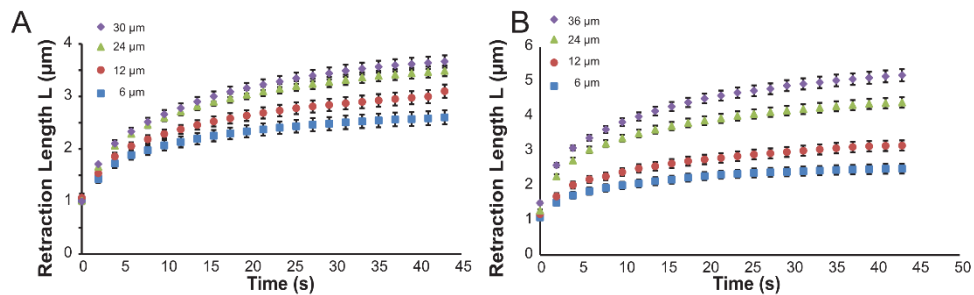 A
30 µm
24 µm
12 µm
6 µm
Retraction Length L (µm)
4
3
2
1
0
0 5 10 15 20 25 30 35 40 45
Time (s)
B
36 µm
24 µm
12 µm
6 µm
Retraction Length L (µm)
6
5
4
3
2
1
0
0 5 10 15 20 25 30 35 40 45 50
Time (s)